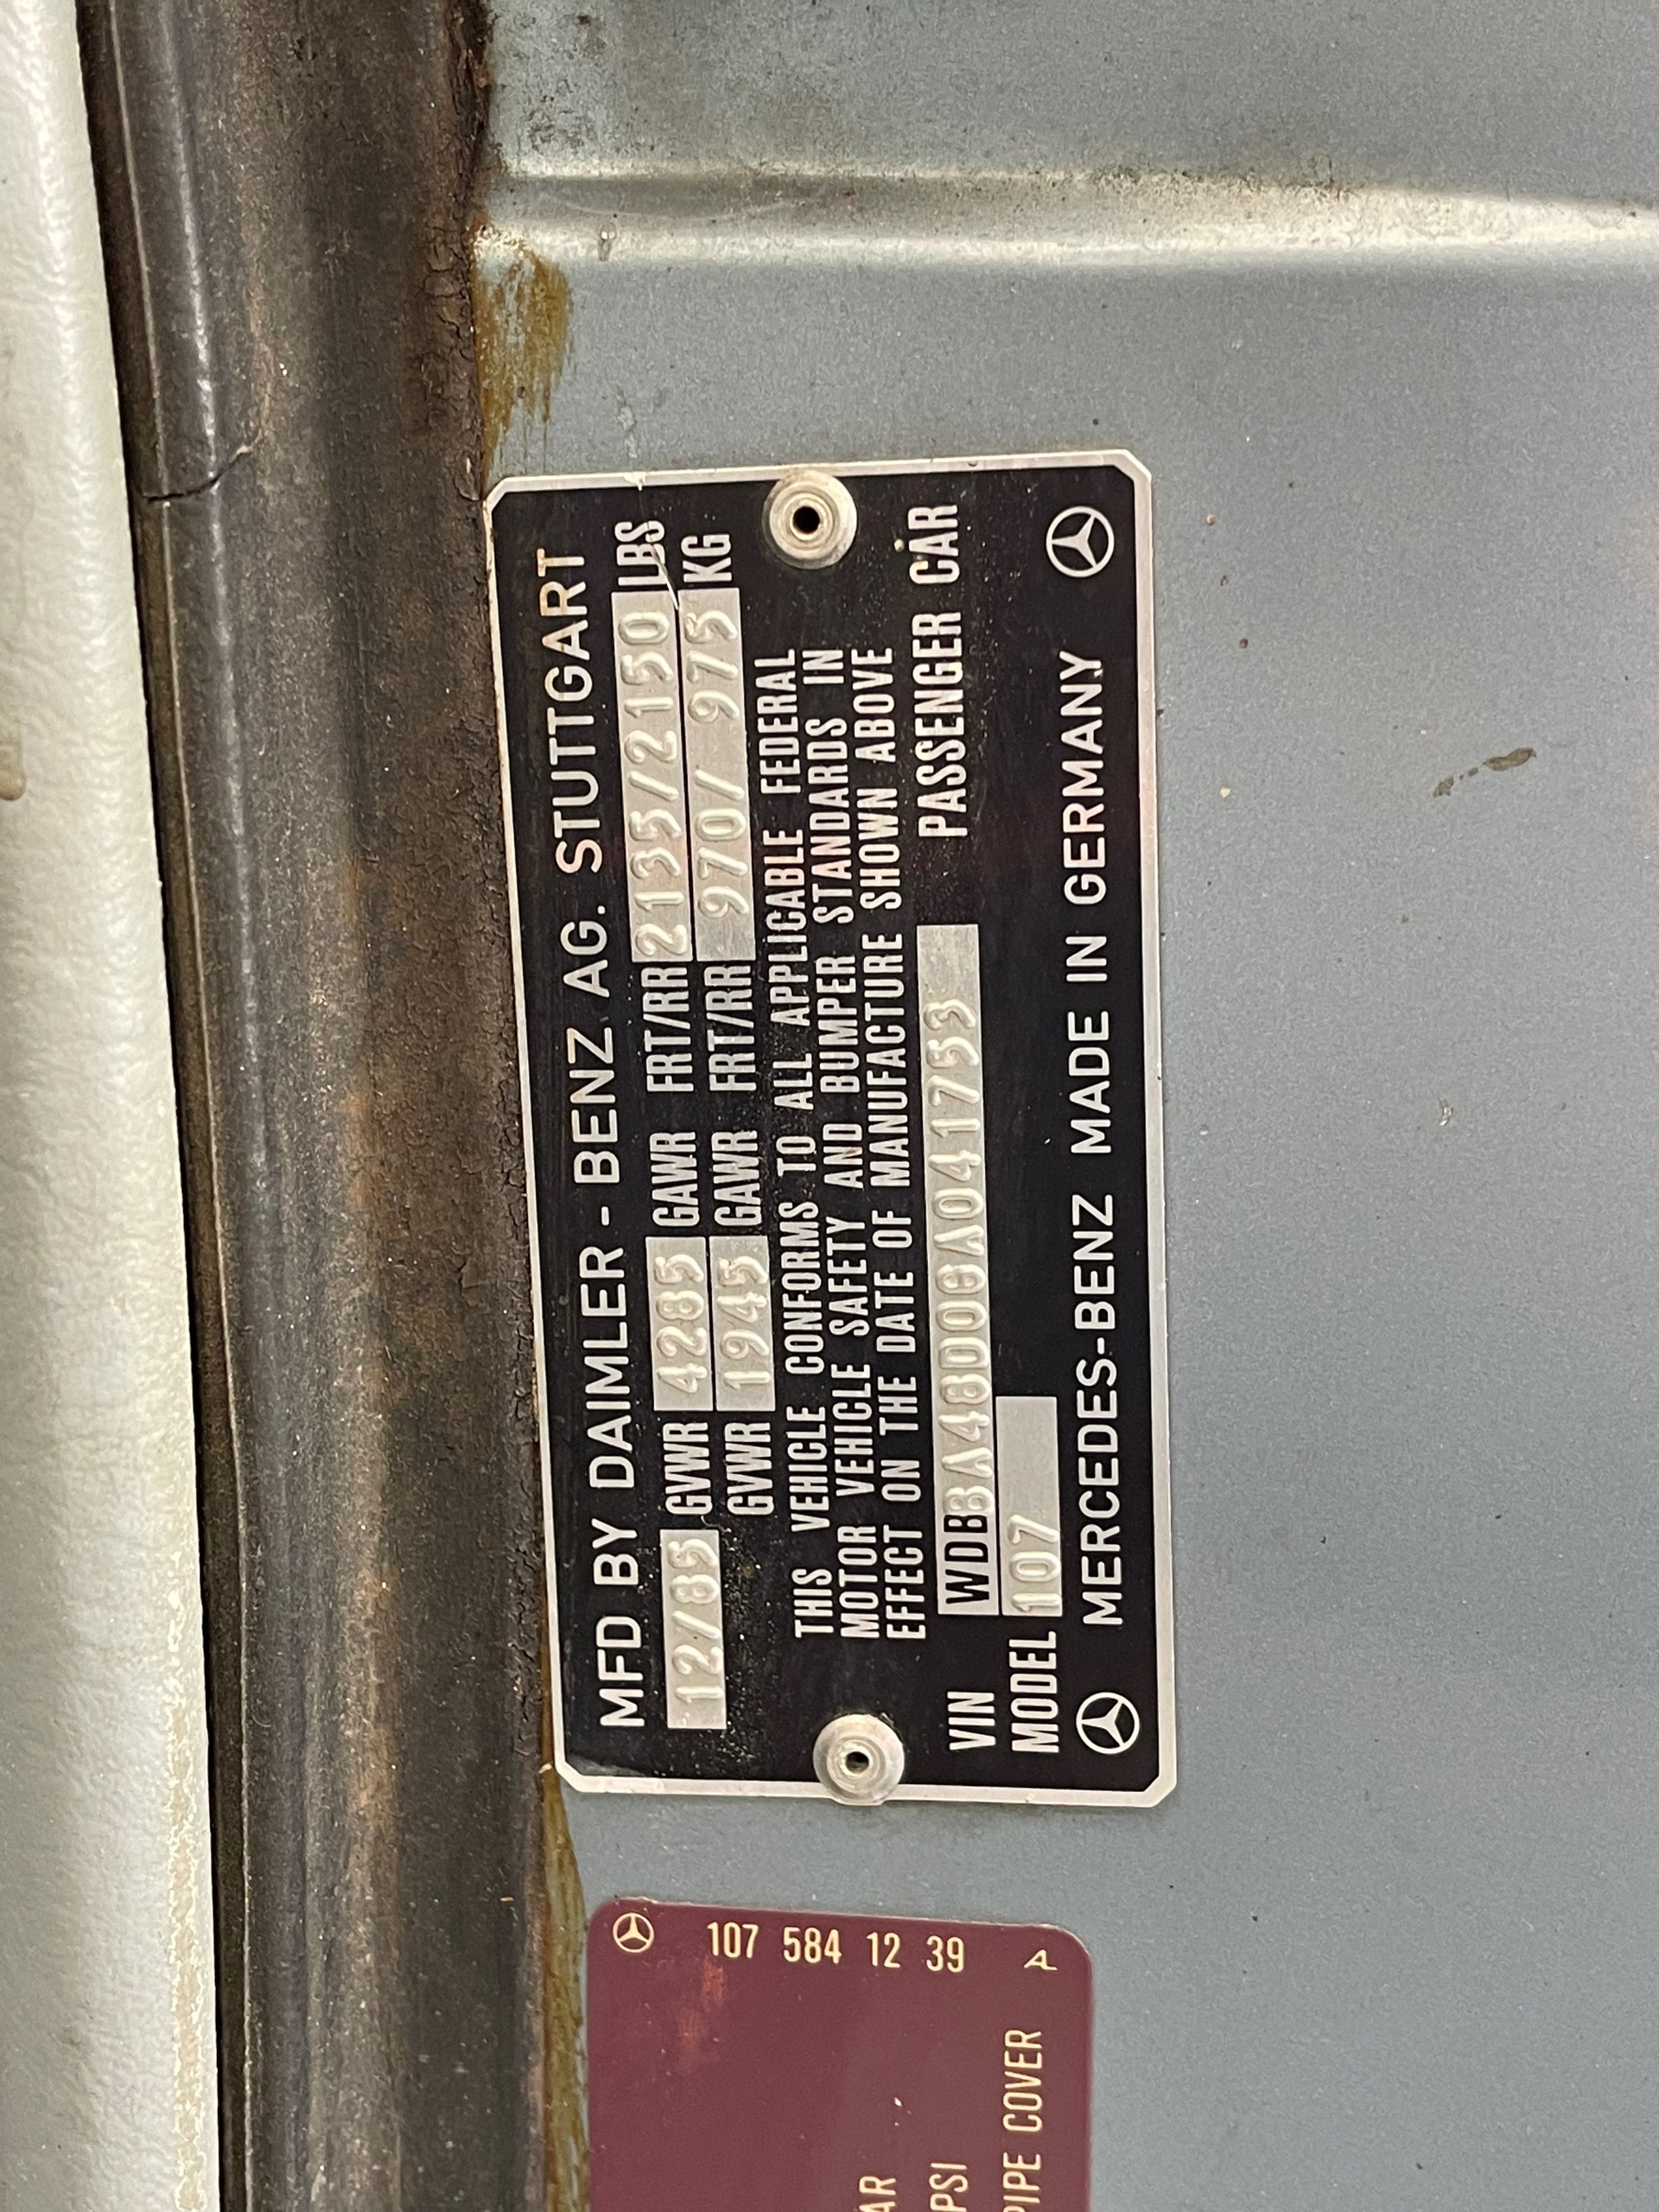 MFD BY DAIMLER - BENZ AG. STUTTGART
12/85 GVWR 4285 GAWR FRT/RR 2135/2150 LBS
GVWR 1945 GAWR FRT/RR 970/ 975 KG
THIS VEHICLE CONFORMS TO ALL APPLICABLE FEDERAL
MOTOR VEHICLE SAFETY AND BUMPER STANDARDS IN
EFFECT ON THE DATE OF MANUFACTURE SHOWN ABOVE
VIN WDBBA48D0GA041753 PASSENGER CAR
MODEL 107
MERCEDES-BENZ MADE IN GERMANY
107 584 12 39 A
AR
PSI
PIPE COVER